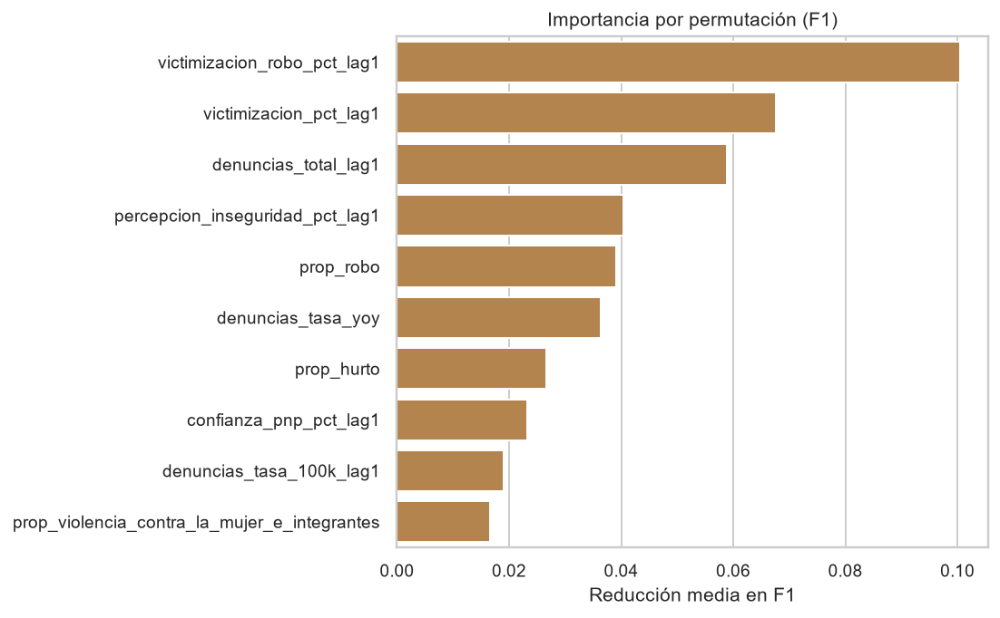 Importancia por permutación (F1)
victimizacion_robo_pct_lag1
victimizacion_pct_lag1
denuncias_total_lag1
percepcion_inseguridad_pct_lag1
prop_robo
denuncias_tasa_yoy
prop_hurto
confianza_pnp_pct_lag1
denuncias_tasa_100k_lag1
prop_violencia_contra_la_mujer_e_integrantes
0.00 0.02 0.04 0.06 0.08 0.10
Reducción media en F1